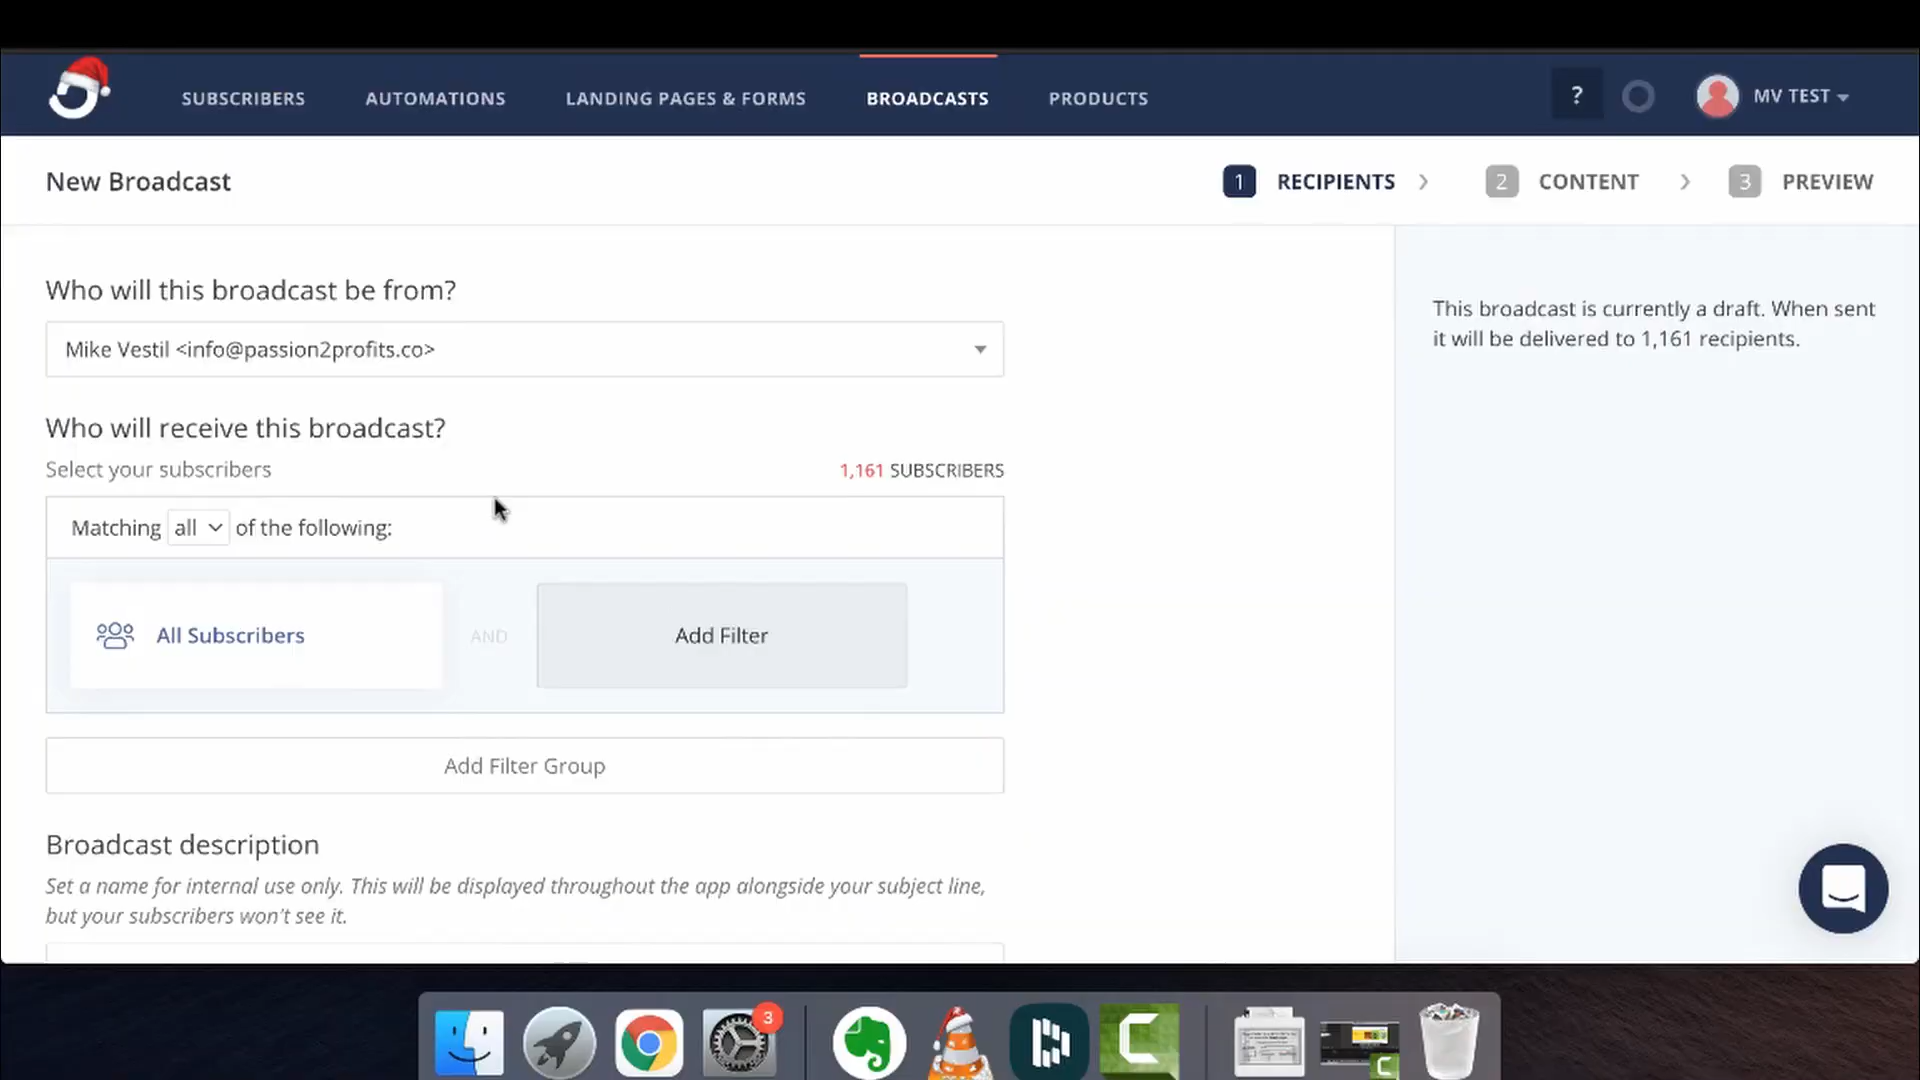 SUBSCRIBERS
AUTOMATIONS
LANDING PAGES & FORMS
BROADCASTS
PRODUCTS
?
MV TEST
New Broadcast
1 RECIPIENTS
2 CONTENT
3 PREVIEW
Who will this broadcast be from?
Mike Vestil <info@passion2profits.co>
This broadcast is currently a draft. When sent
it will be delivered to 1,161 recipients.
Who will receive this broadcast?
Select your subscribers
1,161 SUBSCRIBERS
Matching all of the following:
All Subscribers
AND
Add Filter
Add Filter Group
Broadcast description
Set a name for internal use only. This will be displayed throughout the app alongside your subject line,
but your subscribers won't see it.
3